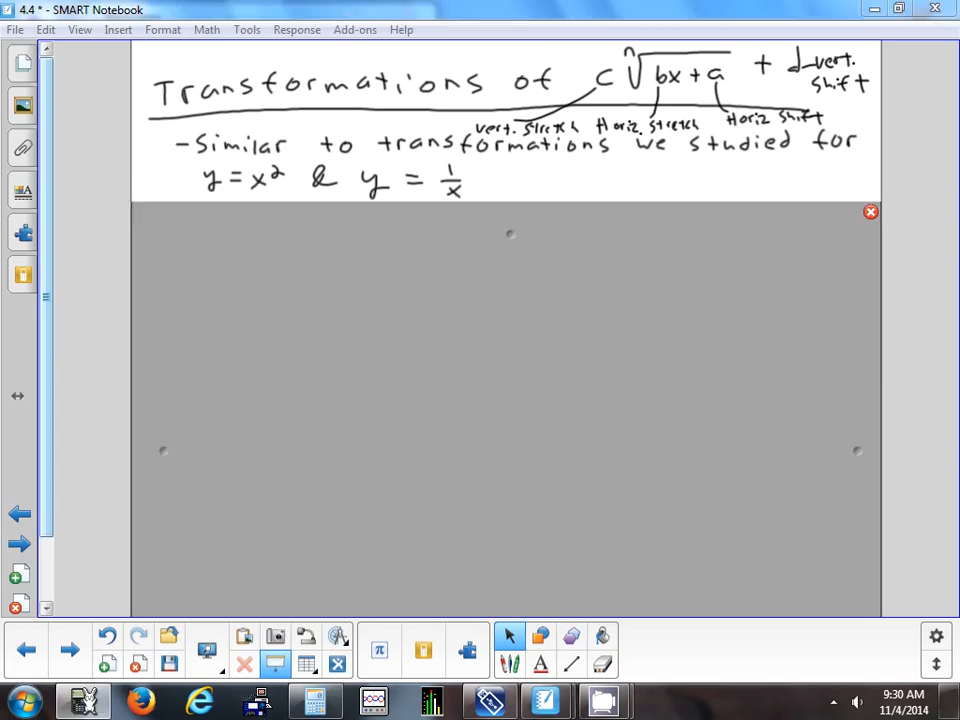 4.4 * - SMART Notebook
File Edit View Insert Format Math Tools Response Add-ons Help
Transformations of c ⁿ√bx + a + d vert. shift
vert. stretch Horiz. stretch Horiz shift
- Similar to transformations we studied for
y = x² & y = 1/x
π
A
9:30 AM
11/4/2014